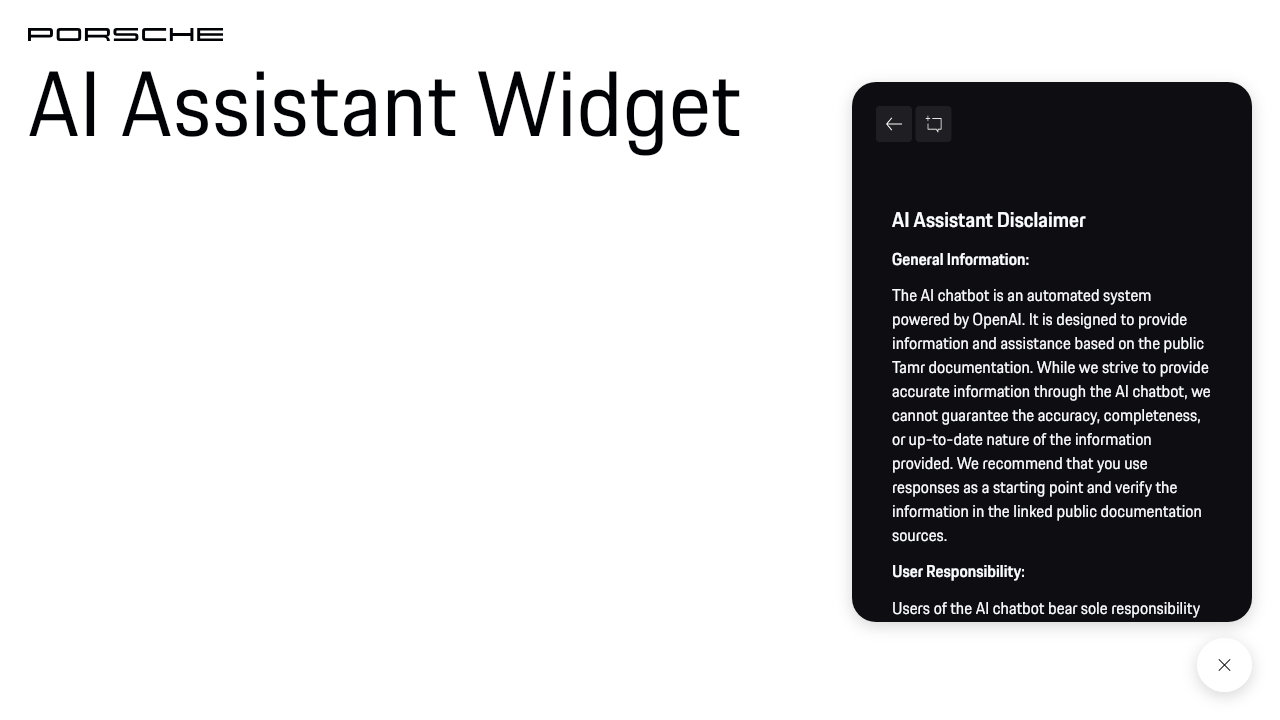 PORSCHE
AI Assistant Widget
AI Assistant Disclaimer
General Information:
The AI chatbot is an automated system
powered by OpenAI. It is designed to provide
information and assistance based on the public
Tamr documentation. While we strive to provide
accurate information through the AI chatbot, we
cannot guarantee the accuracy, completeness,
or up-to-date nature of the information
provided. We recommend that you use
responses as a starting point and verify the
information in the linked public documentation
sources.
User Responsibility:
Users of the AI chatbot bear sole responsibility